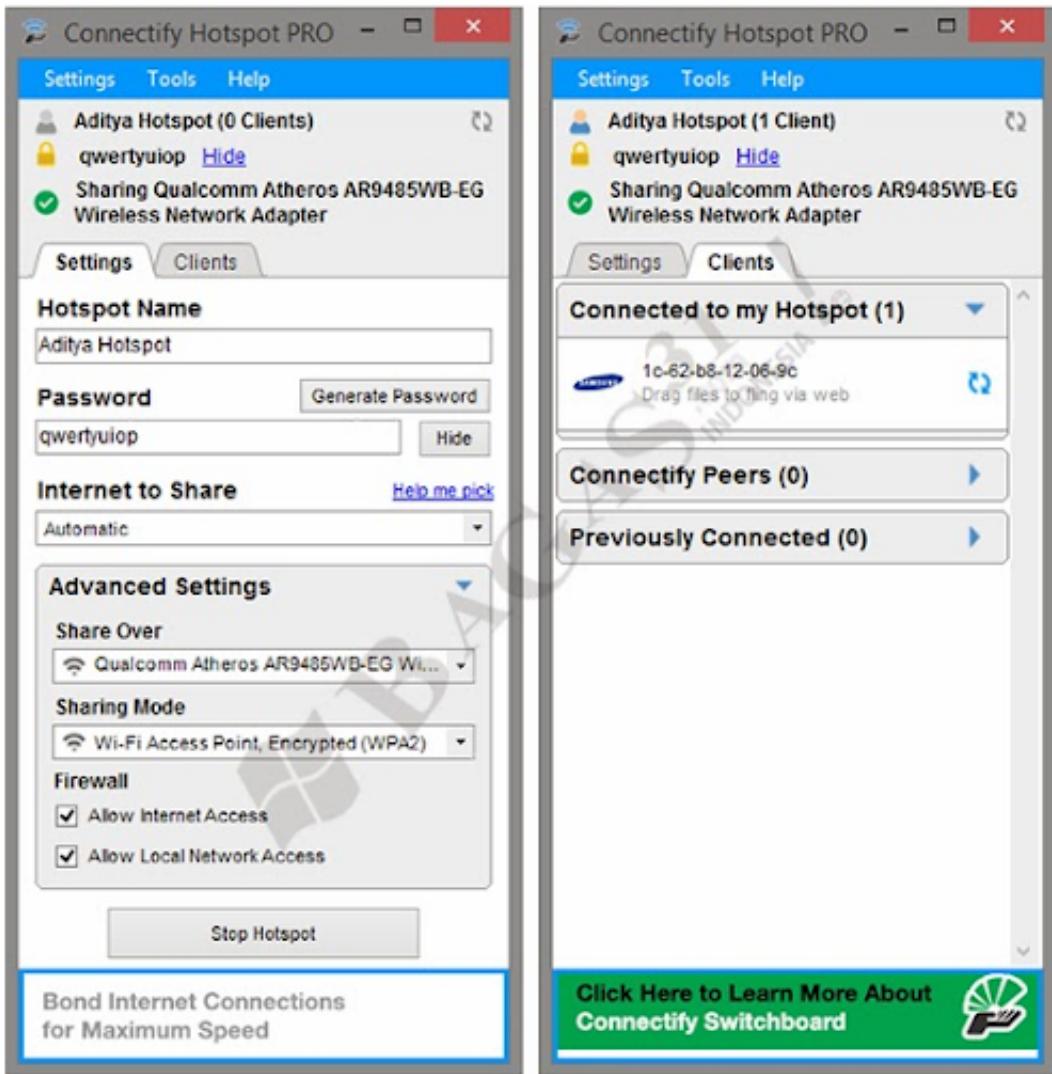 Connectify Hotspot PRO
Settings Tools Help
Aditya Hotspot (0 Clients)
qwertyuiop Hide
Sharing Qualcomm Atheros AR9485WB-EG
Wireless Network Adapter
Settings Clients
Hotspot Name
Aditya Hotspot
Password Generate Password
qwertyuiop Hide
Internet to Share Help me pick
Automatic
Advanced Settings
Share Over
Qualcomm Atheros AR9485WB-EG Wi...
Sharing Mode
Wi-Fi Access Point, Encrypted (WPA2)
Firewall
Allow Internet Access
Allow Local Network Access
Stop Hotspot
Bond Internet Connections
for Maximum Speed
Connectify Hotspot PRO
Settings Tools Help
Aditya Hotspot (1 Client)
qwertyuiop Hide
Sharing Qualcomm Atheros AR9485WB-EG
Wireless Network Adapter
Settings Clients
Connected to my Hotspot (1)
SAMSUNG
1c-62-b8-12-06-9c
Drag files to fling via web
Connectify Peers (0)
Previously Connected (0)
Click Here to Learn More About
Connectify Switchboard
BAGAS31!
INDONESIA